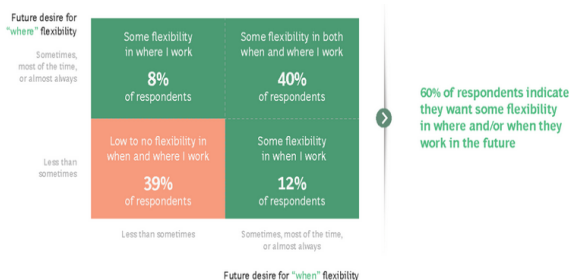 Future desire for
"where" flexibility
Sometimes,
most of the time,
or almost always
Some flexibility
in where I work
8%
of respondents
Some flexibility in both
when and where I work
40%
of respondents
60% of respondents indicate
they want some flexibility
in where and/or when they
work in the future
Less than
sometimes
Low to no flexibility in
when and where I work
39%
of respondents
Some flexibility
in when I work
12%
of respondents
Less than sometimes
Sometimes, most of the time,
or almost always
Future desire for "when" flexibility